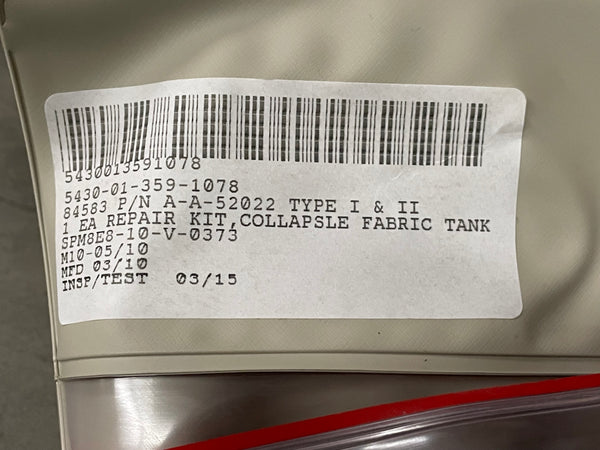 5430013591078
5430-01-359-1078
84583 P/N A-A-52022 TYPE I & II
1 EA REPAIR KIT,COLLAPSLE FABRIC TANK
SPM8E8-10-V-0373
M10-05/10
MFD 03/10
INSP/TEST 03/15